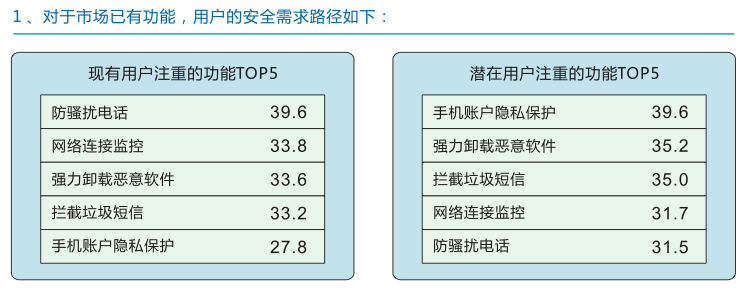 1、对于市场已有功能，用户的安全需求路径如下：
现有用户注重的功能TOP5
防骚扰电话 39.6
网络连接监控 33.8
强力卸载恶意软件 33.6
拦截垃圾短信 33.2
手机账户隐私保护 27.8
潜在用户注重的功能TOP5
手机账户隐私保护 39.6
强力卸载恶意软件 35.2
拦截垃圾短信 35.0
网络连接监控 31.7
防骚扰电话 31.5